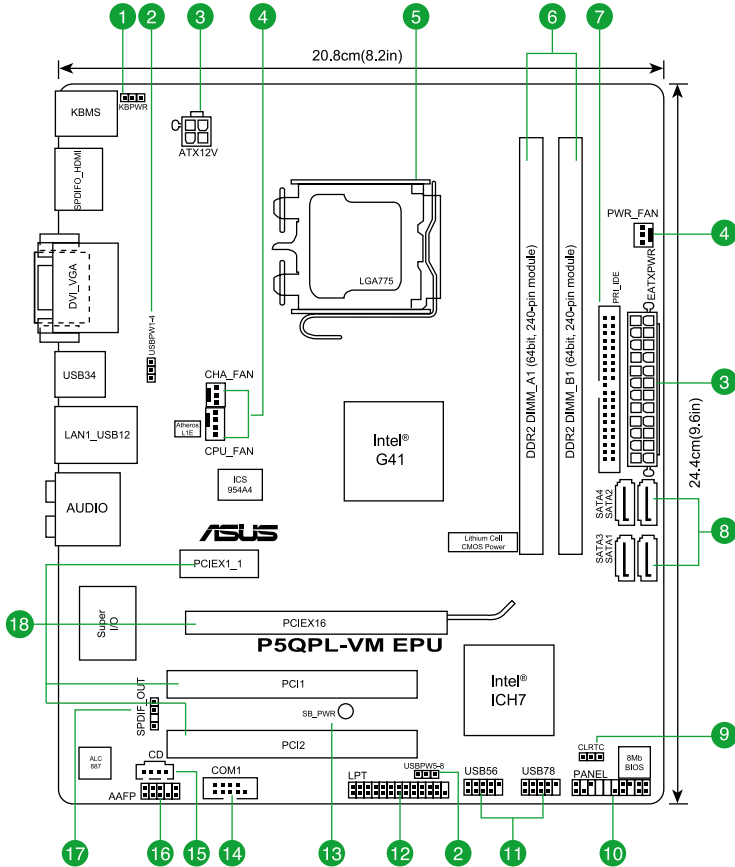 1
2
3
4
5
6
7
20.8cm(8.2in)
KBMS
KBPWR
ATX12V
SPDIFO_HDMI
LGA775
PWR_FAN
4
DVI_VGA
USBPW1-4
DDR2 DIMM_A1 (64bit, 240-pin module)
DDR2 DIMM_B1 (64bit, 240-pin module)
PRI_IDE
EATXPWR
3
24.4cm(9.6in)
USB34
CHA_FAN
LAN1_USB12
Atheros
L1E
CPU_FAN
Intel®
G41
AUDIO
ICS
954A4
SATA4
SATA2
8
ASUS
Lithium Cell
CMOS Power
SATA3
SATA1
PCIEX1_1
18
Super
I/O
PCIEX16
P5QPL-VM EPU
PCI1
Intel®
ICH7
17
SPDIF_OUT
SB_PWR
PCI2
9
CLRTC
ALC
887
CD
COM1
LPT
USBPW5-8
USB56
USB78
PANEL
8Mb
BIOS
AAFP
17
16
15
14
13
12
2
11
10